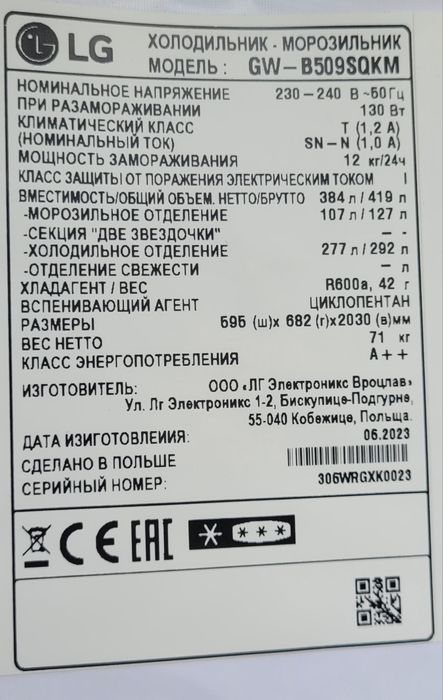 LG
ХОЛОДИЛЬНИК - МОРОЗИЛЬНИК
МОДЕЛЬ : GW-B509SQKM
НОМИНАЛЬНОЕ НАПРЯЖЕНИЕ 230-240 В ~50Гц
ПРИ РАЗАМОРАЖИВАНИИ 130 Вт
КЛИМАТИЧЕСКИЙ КЛАСС T (1,2 A)
(НОМИНАЛЬНЫЙ ТОК) SN-N (1,0 A)
МОЩНОСТЬ ЗАМОРАЖИВАНИЯ 12 кг/24ч
КЛАСС ЗАЩИТЫ ОТ ПОРАЖЕНИЯ ЭЛЕКТРИЧЕСКИМ ТОКОМ I
ВМЕСТИМОСТЬ/ОБЩИЙ ОБЪЕМ. НЕТТО/БРУТТО 384 л / 419 л
-МОРОЗИЛЬНОЕ ОТДЕЛЕНИЕ 107 л / 127 л
-СЕКЦИЯ "ДВЕ ЗВЕЗДОЧКИ" - -
-ХОЛОДИЛЬНОЕ ОТДЕЛЕНИЕ 277 л / 292 л
-ОТДЕЛЕНИЕ СВЕЖЕСТИ - л
ХЛАДАГЕНТ / ВЕС R600a, 42 г
ВСПЕНИВАЮЩИЙ АГЕНТ ЦИКЛОПЕНТАН
РАЗМЕРЫ 595 (ш)x 682 (г)x2030 (в)мм
ВЕС НЕТТО 71 кг
КЛАСС ЭНЕРГОПОТРЕБЛЕНИЯ A++
ИЗГОТОВИТЕЛЬ: ООО «ЛГ Электроникс Вроцлав»
Ул. Лг Электроникс 1-2, Бискупице-Подгурне,
55-040 Кобежице, Польща.
ДАТА ИЗИГОТОВЛЕИИЯ: 06.2023
СДЕЛАНО В ПОЛЬШЕ
СЕРИЙНЫЙ НОМЕР: 306WRGXK0023
CE EAC